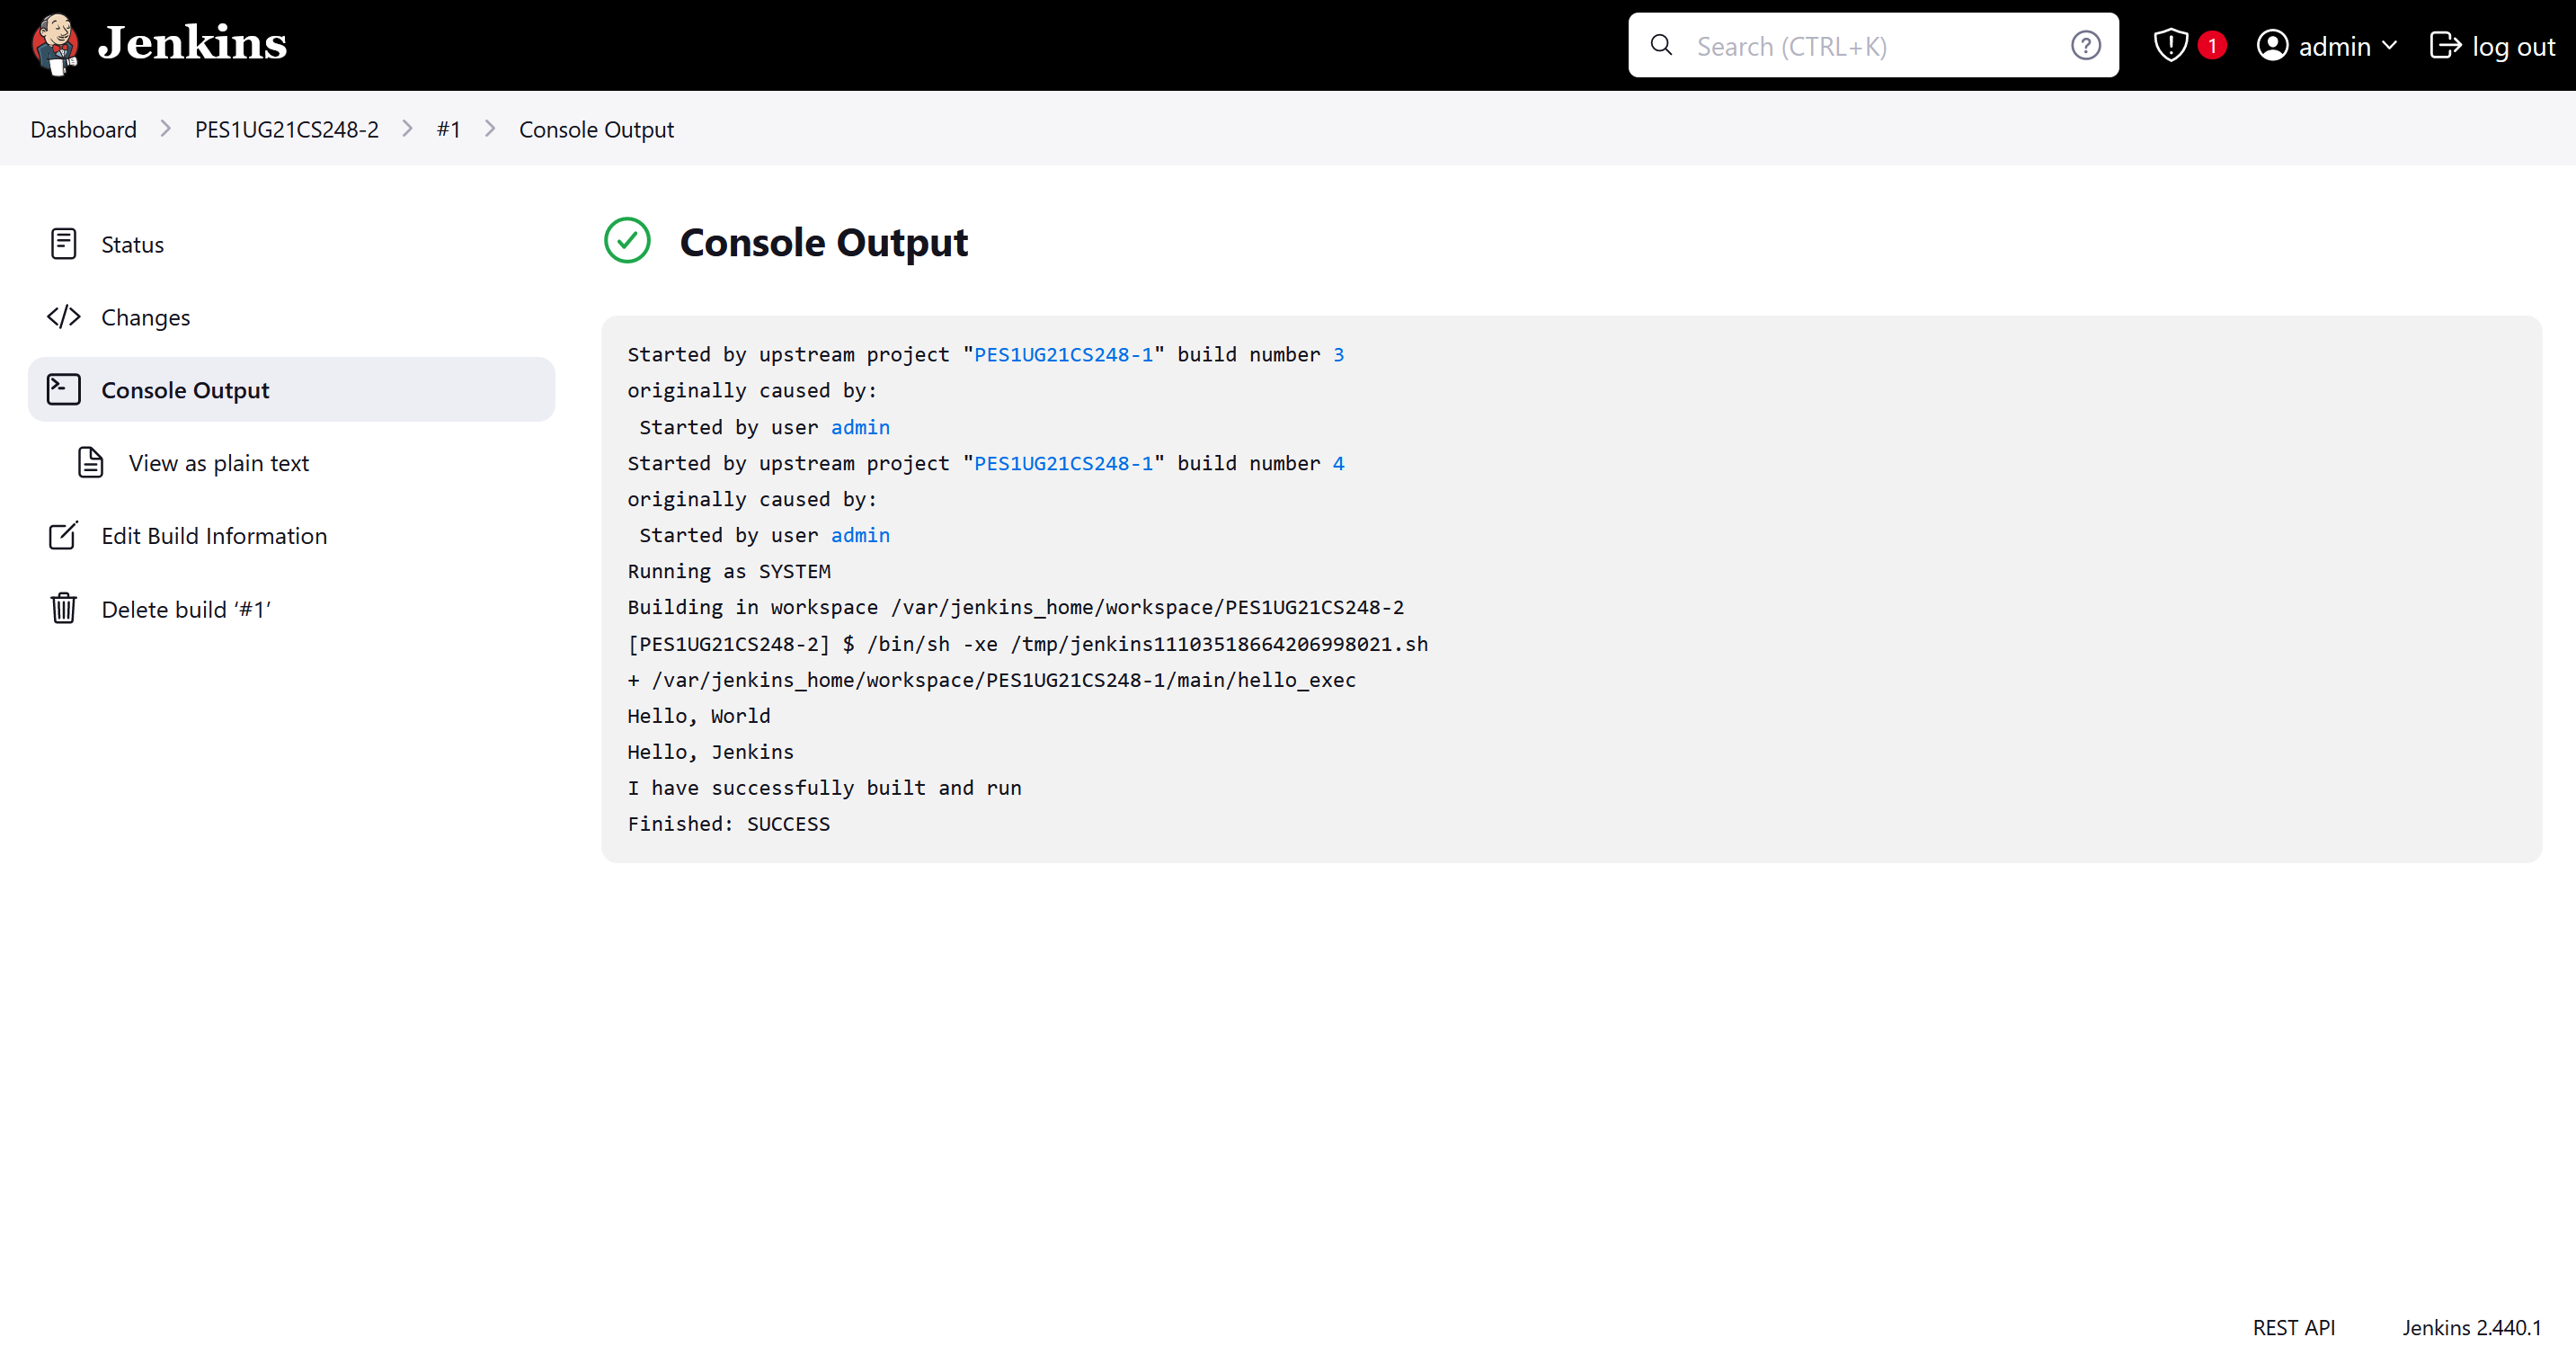 Jenkins
Search (CTRL+K)
1
admin
log out
Dashboard
PES1UG21CS248-2
#1
Console Output
Status
Changes
Console Output
View as plain text
Edit Build Information
Delete build ‘#1’
Console Output
Started by upstream project "PES1UG21CS248-1" build number 3
originally caused by:
 Started by user admin
Started by upstream project "PES1UG21CS248-1" build number 4
originally caused by:
 Started by user admin
Running as SYSTEM
Building in workspace /var/jenkins_home/workspace/PES1UG21CS248-2
[PES1UG21CS248-2] $ /bin/sh -xe /tmp/jenkins11103518664206998021.sh
+ /var/jenkins_home/workspace/PES1UG21CS248-1/main/hello_exec
Hello, World
Hello, Jenkins
I have successfully built and run
Finished: SUCCESS
REST API
Jenkins 2.440.1